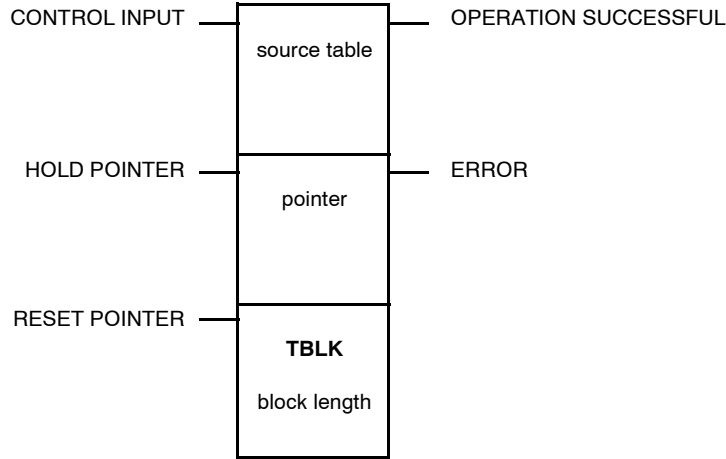 CONTROL INPUT
OPERATION SUCCESSFUL
source table
HOLD POINTER
ERROR
pointer
RESET POINTER
TBLK
block length